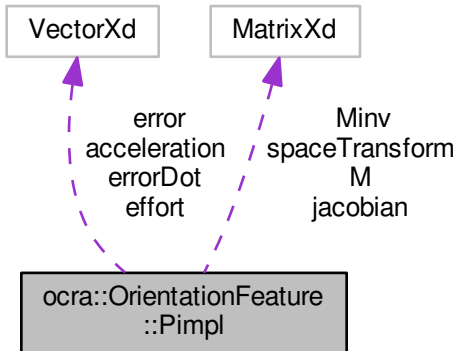 VectorXd
MatrixXd
error
acceleration
errorDot
effort
Minv
spaceTransform
M
jacobian
ocra::OrientationFeature
::Pimpl